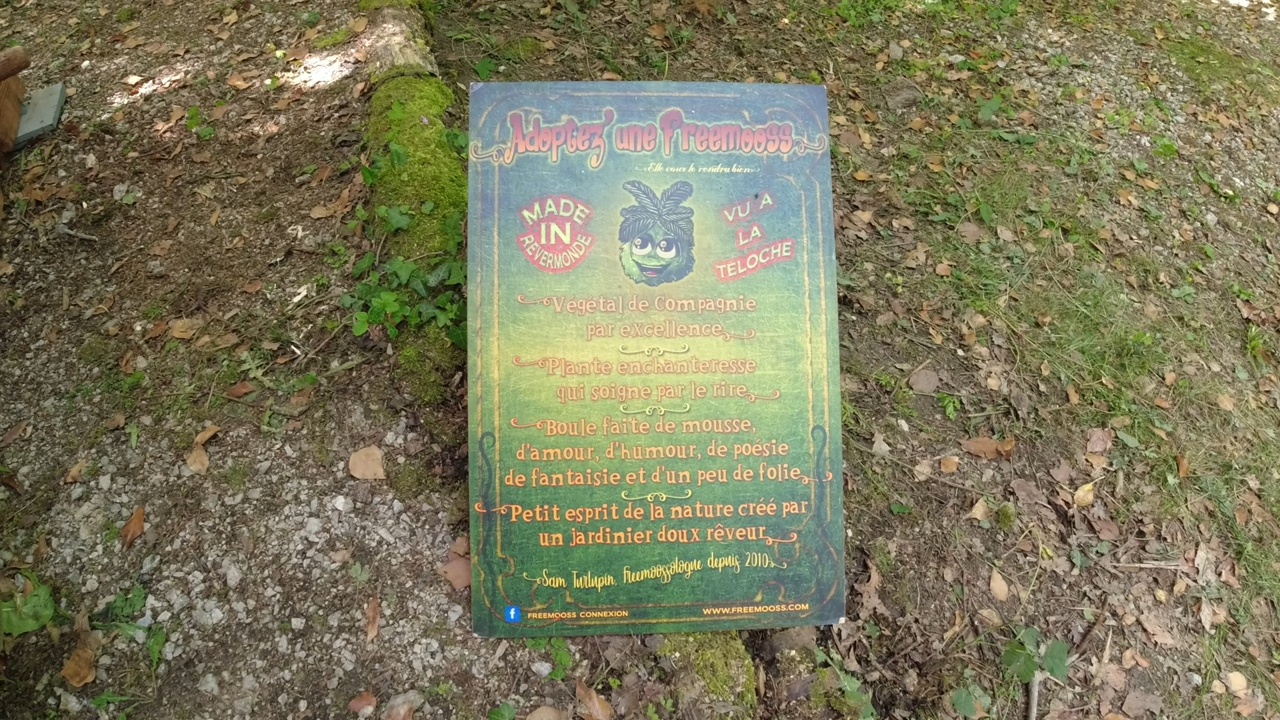 Adoptez' une Freemooss
Elle vous le rendra bien
MADE
IN
REVERMONDE
VU À
LA
TELOCHE
Végétal de Compagnie
par excellence
Plante enchanteresse
qui soigne par le rire
Boule faite de mousse,
d'amour, d'humour, de poésie
de fantaisie et d'un peu de folie
Petit esprit de la nature créé par
un jardinier doux rêveur
Sam Turlupin, Freemoossologue depuis 2010
f FREEMOOSS CONNEXION
WWW.FREEMOOSS.COM